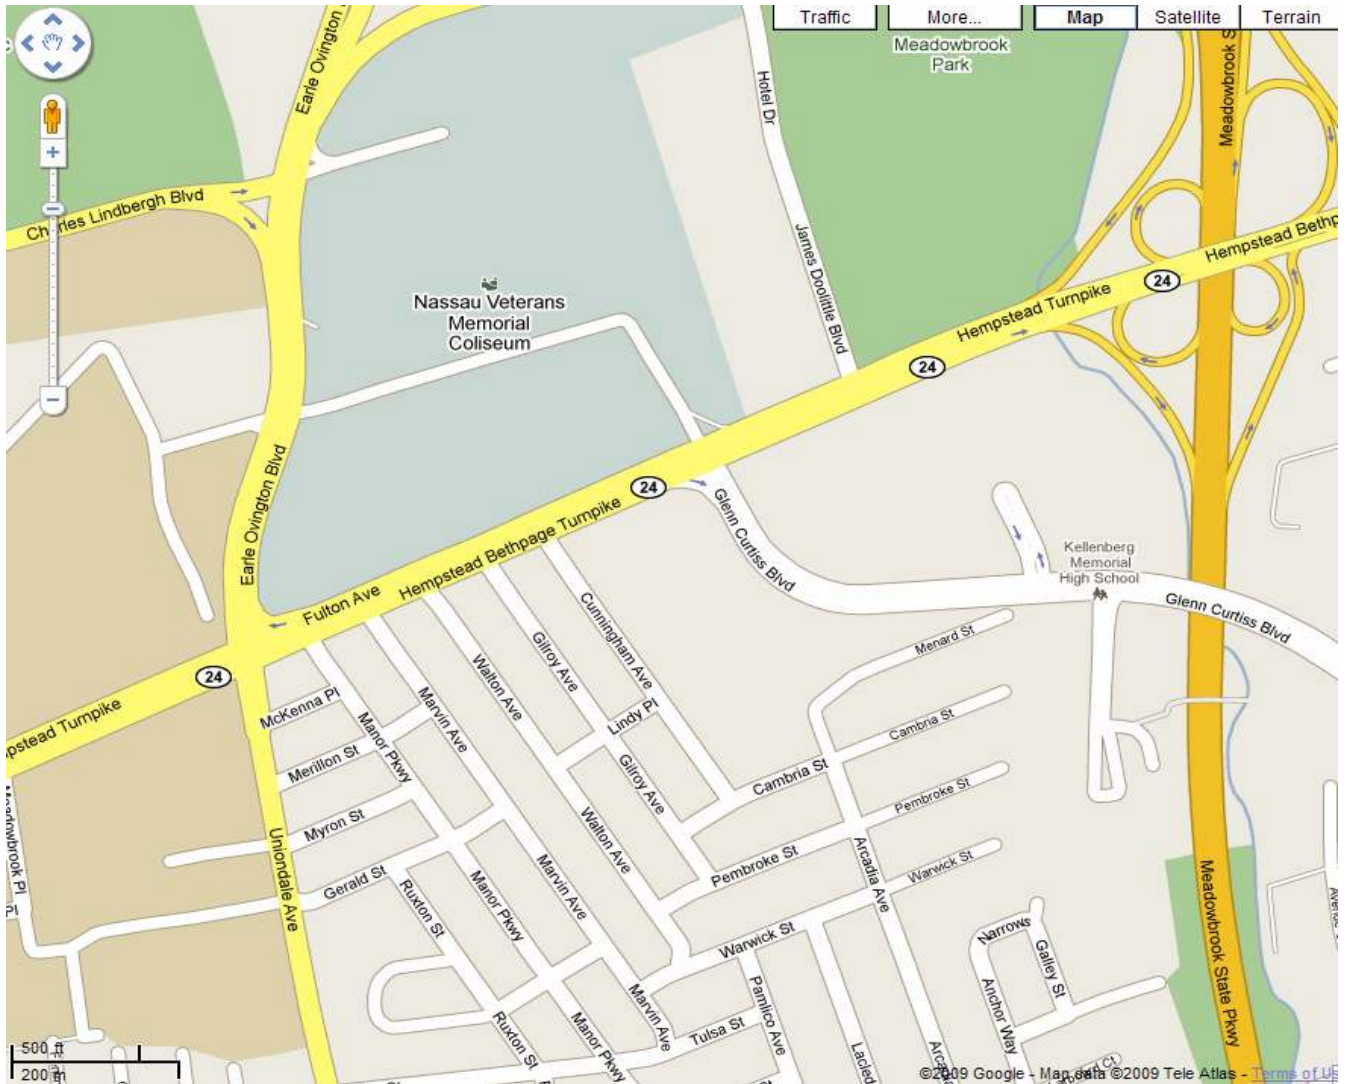 Traffic
More...
Map
Satellite
Terrain
Meadowbrook
Park
Earle Ovington
Hotel Dr
Meadowbrook S
Charles Lindbergh Blvd
James Doolittle Blvd
Hempstead Bethp
24
Hempstead Turnpike
Nassau Veterans
Memorial
Coliseum
24
Earle Ovington Blvd
24
Hempstead Bethpage Turnpike
Glenn Curtiss Blvd
Kellenberg
Memorial
High School
Glenn Curtiss Blvd
Fulton Ave
Cunningham Ave
Gilroy Ave
Walton Ave
Menard St
24
pstead Turnpike
McKenna Pl
Manor Pkwy
Marvin Ave
Lindy Pl
Cambria St
Merillon St
Gilroy Ave
Cambria St
Pembroke St
Myron St
Walton Ave
Meadowbrook Pl
Uniondale Ave
Pembroke St
Arcadia Ave
Warwick St
Gerald St
Ruxton St
Manor Pkwy
Marvin Ave
Warwick St
Narrows
Galley St
Anchor Way
Meadowbrook State Pkwy
Pamlico Ave
Marvin Ave
Tulsa St
Ruxton St
Manor Pkwy
Lacled
Arca
500 ft
200 m
©2009 Google - Map data ©2009 Tele Atlas - Terms of Us